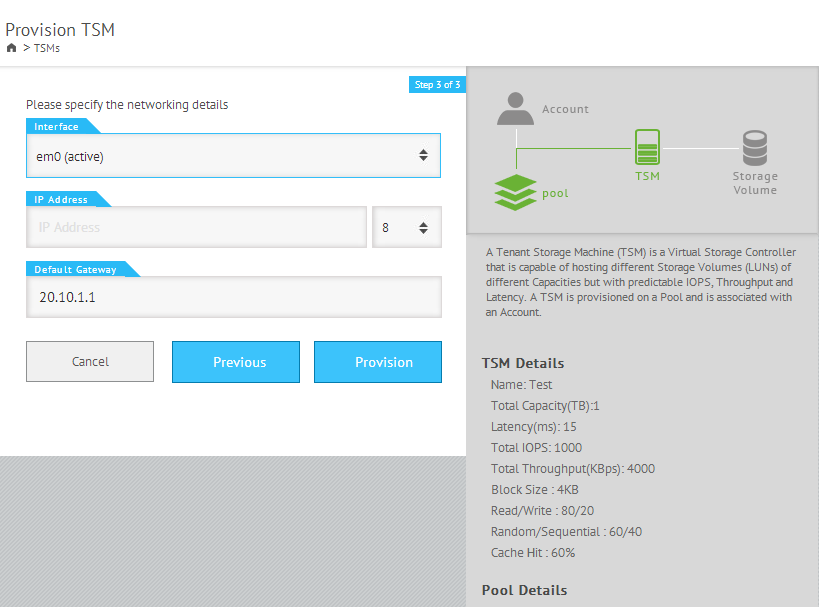 Provision TSM
> TSMs
Step 3 of 3
Please specify the networking details
Interface
em0 (active)
IP Address
IP Address
8
Default Gateway
20.10.1.1
Cancel
Previous
Provision
Account
TSM
Storage
Volume
pool
A Tenant Storage Machine (TSM) is a Virtual Storage Controller
that is capable of hosting different Storage Volumes (LUNs) of
different Capacities but with predictable IOPS, Throughput and
Latency. A TSM is provisioned on a Pool and is associated with
an Account.
TSM Details
Name: Test
Total Capacity(TB):1
Latency(ms): 15
Total IOPS: 1000
Total Throughput(KBps): 4000
Block Size : 4KB
Read/Write : 80/20
Random/Sequential : 60/40
Cache Hit : 60%
Pool Details